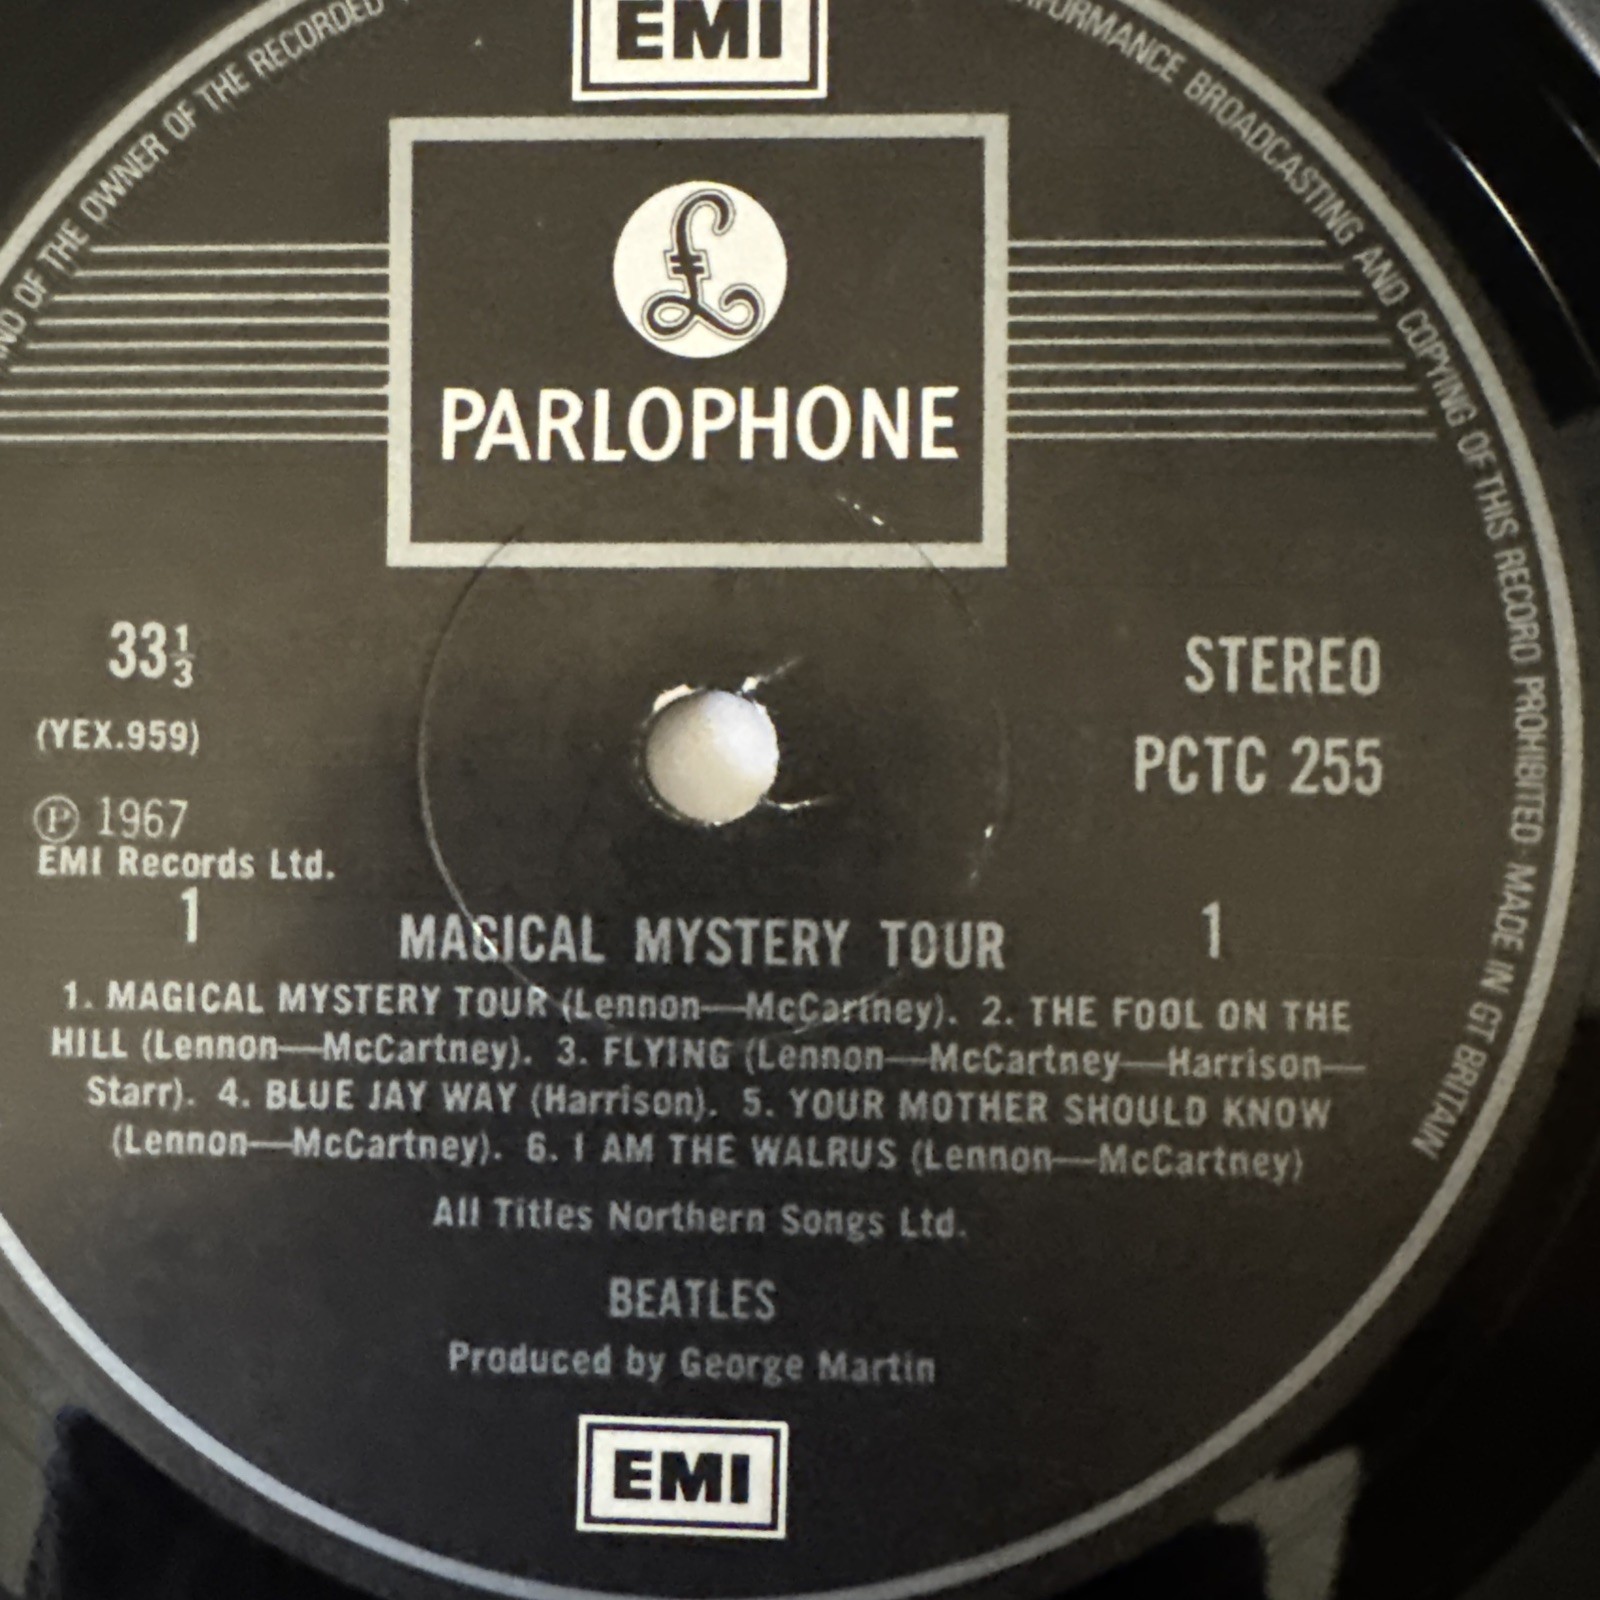 EMI
OF THE OWNER OF THE RECORDED
BROADCASTING AND COPYING OF THIS RECORD PROHIBITED MADE IN GT BRITAIN
£
PARLOPHONE
33⅓
(YEX.959)
Ⓟ 1967
EMI Records Ltd.
1
STEREO
PCTC 255
1
MAGICAL MYSTERY TOUR
1. MAGICAL MYSTERY TOUR (Lennon—McCartney). 2. THE FOOL ON THE
HILL (Lennon—McCartney). 3. FLYING (Lennon—McCartney—Harrison—
Starr). 4. BLUE JAY WAY (Harrison). 5. YOUR MOTHER SHOULD KNOW
(Lennon—McCartney). 6. I AM THE WALRUS (Lennon—McCartney)
All Titles Northern Songs Ltd.
BEATLES
Produced by George Martin
EMI